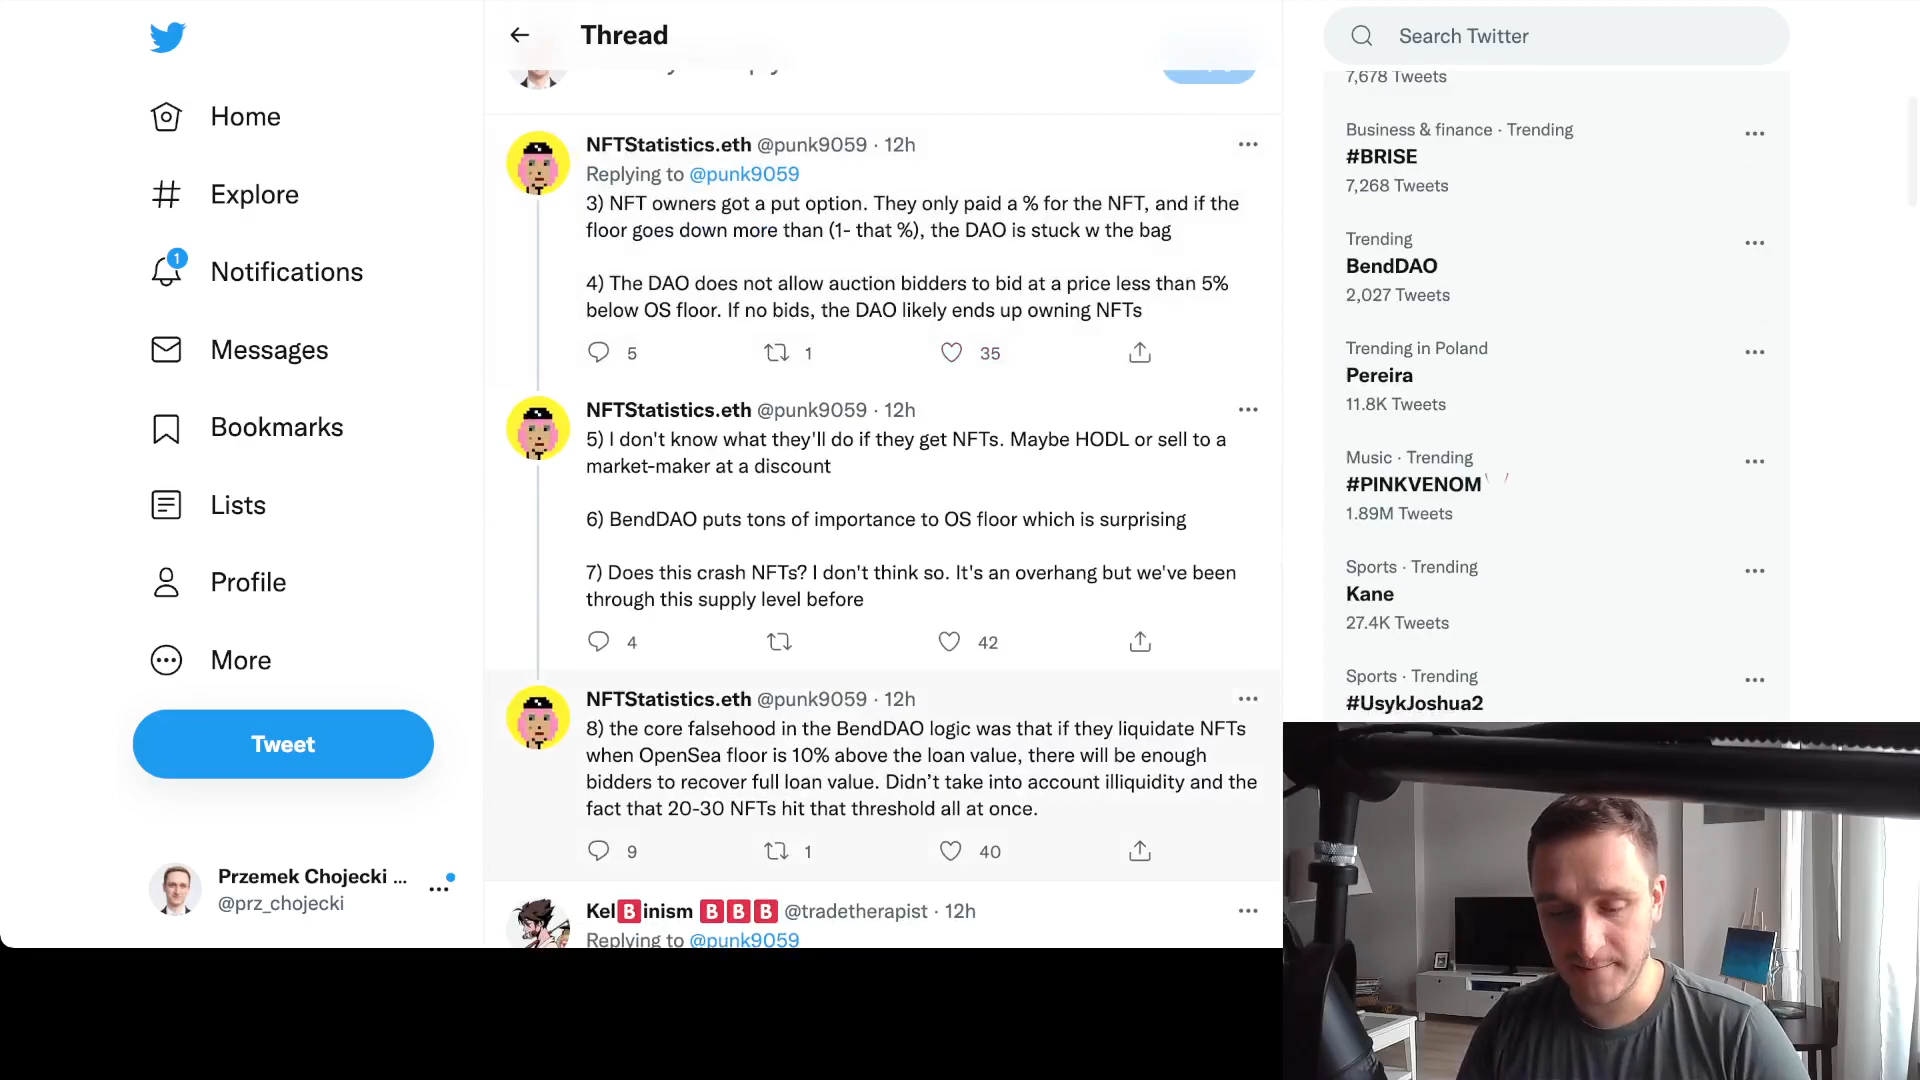 Thread
Search Twitter
7,678 Tweets
Home
Explore
1
Notifications
Messages
Bookmarks
Lists
Profile
More
Tweet
Przemek Chojecki ...
@prz_chojecki
NFTStatistics.eth @punk9059 · 12h
Replying to @punk9059
3) NFT owners got a put option. They only paid a % for the NFT, and if the
floor goes down more than (1- that %), the DAO is stuck w the bag
4) The DAO does not allow auction bidders to bid at a price less than 5%
below OS floor. If no bids, the DAO likely ends up owning NFTs
5 1 35
NFTStatistics.eth @punk9059 · 12h
5) I don't know what they'll do if they get NFTs. Maybe HODL or sell to a
market-maker at a discount
6) BendDAO puts tons of importance to OS floor which is surprising
7) Does this crash NFTs? I don't think so. It's an overhang but we've been
through this supply level before
4 42
NFTStatistics.eth @punk9059 · 12h
8) the core falsehood in the BendDAO logic was that if they liquidate NFTs
when OpenSea floor is 10% above the loan value, there will be enough
bidders to recover full loan value. Didn’t take into account illiquidity and the
fact that 20-30 NFTs hit that threshold all at once.
9 1 40
Kel🅱inism 🅱🅱🅱 @tradetherapist · 12h
Replying to @punk9059
Business & finance · Trending
#BRISE
7,268 Tweets
Trending
BendDAO
2,027 Tweets
Trending in Poland
Pereira
11.8K Tweets
Music · Trending
#PINKVENOM
1.89M Tweets
Sports · Trending
Kane
27.4K Tweets
Sports · Trending
#UsykJoshua2